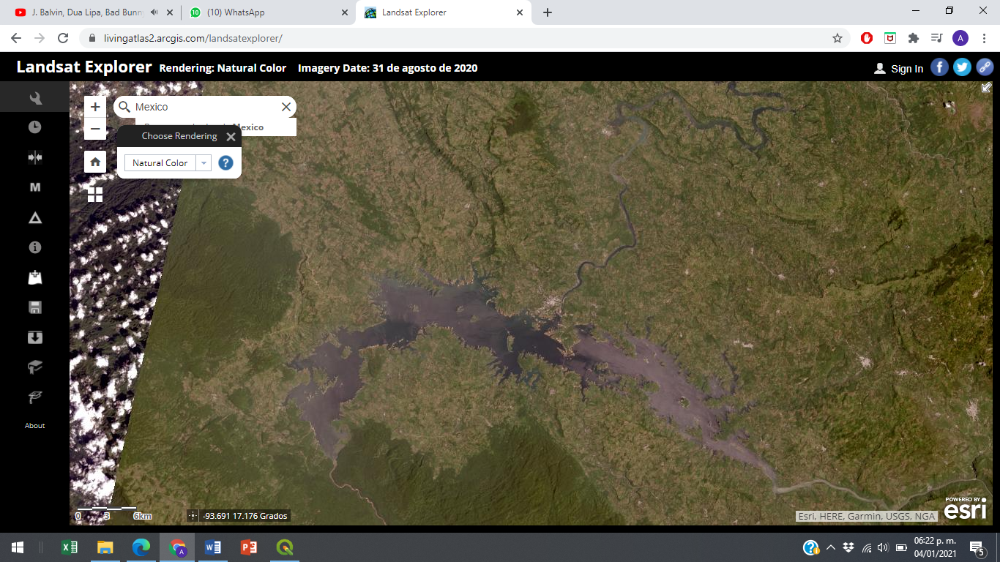 J. Balvin, Dua Lipa, Bad Bunny
(10) WhatsApp
Landsat Explorer
livingatlas2.arcgis.com/landsatexplorer/
A
Landsat Explorer Rendering: Natural Color Imagery Date: 31 de agosto de 2020
Sign In
Mexico
Mexico
Choose Rendering
Natural Color
?
M
About
0 3 6km
-93.691 17.176 Grados
Esri, HERE, Garmin, USGS, NGA
POWERED BY
esri
06:22 p. m.
04/01/2021
5